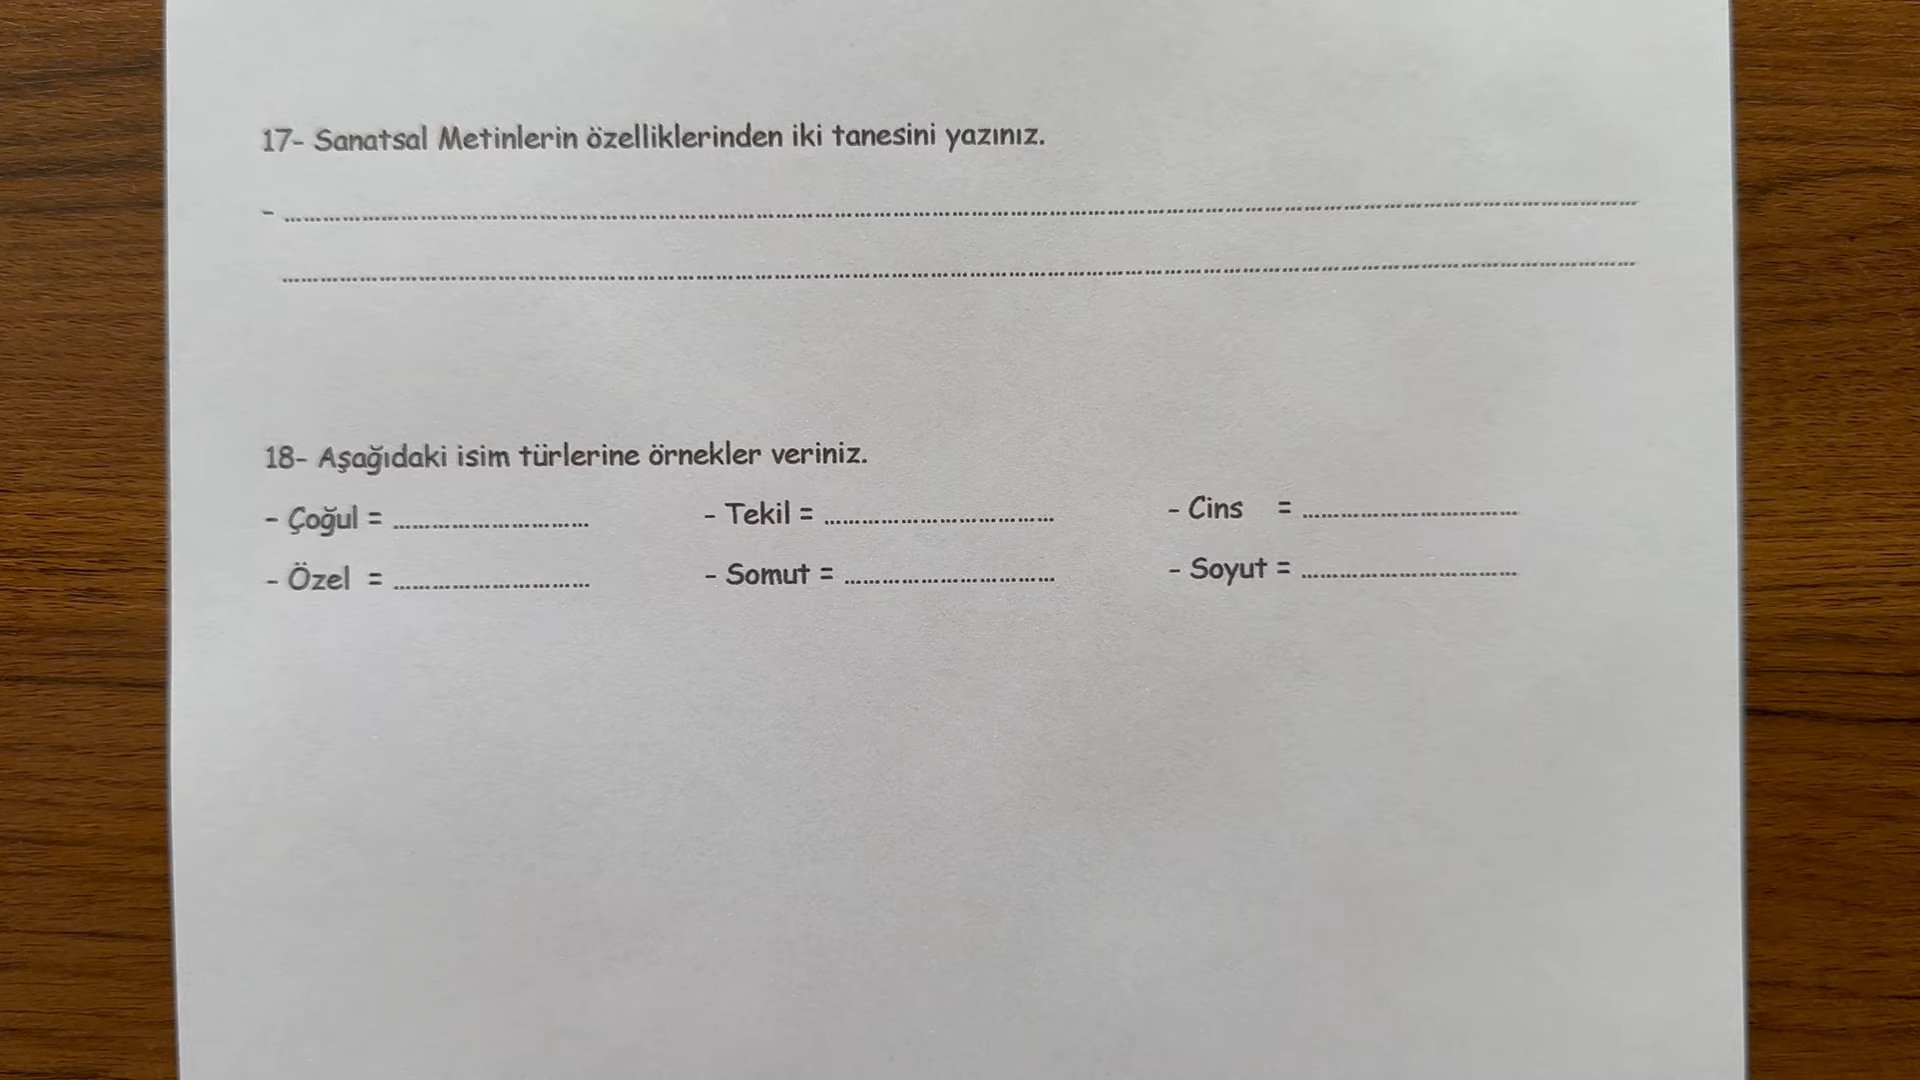 17- Sanatsal Metinlerin özelliklerinden iki tanesini yazınız.
- ......................................................................
......................................................................
18- Aşağıdaki isim türlerine örnekler veriniz.
- Çoğul = .............................. - Tekil = .............................. - Cins = ..............................
- Özel = .............................. - Somut = .............................. - Soyut = ..............................